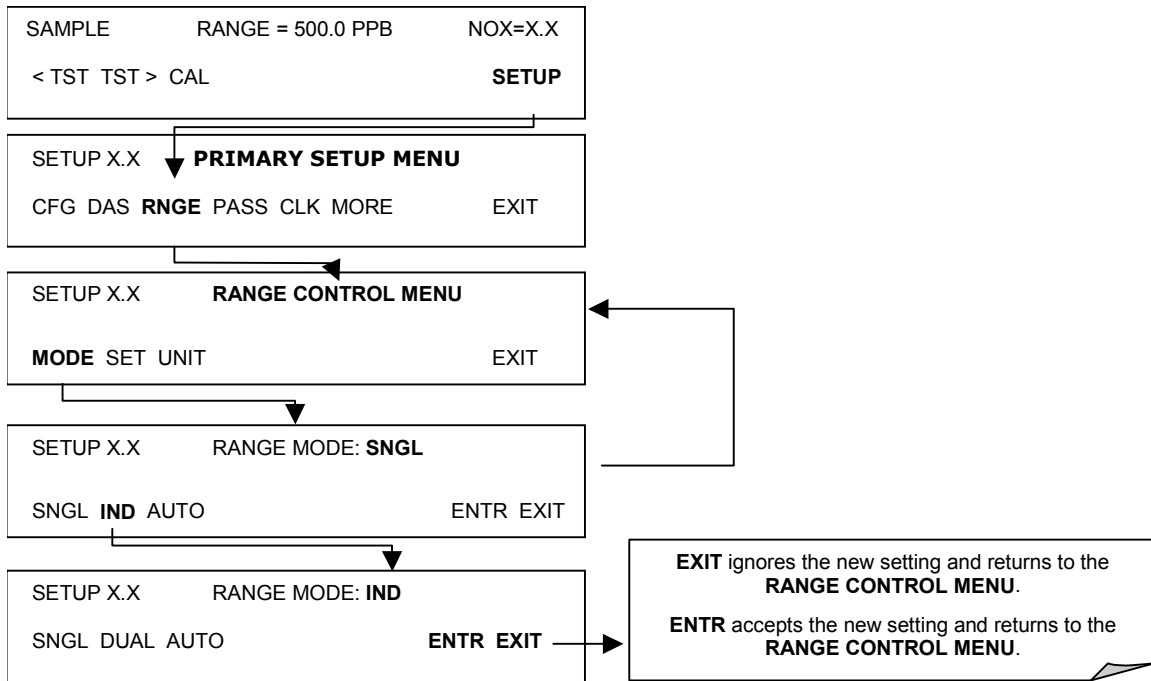 SAMPLE RANGE = 500.0 PPB NOX=X.X
< TST TST > CAL SETUP
SETUP X.X PRIMARY SETUP MENU
CFG DAS RNGE PASS CLK MORE EXIT
SETUP X.X RANGE CONTROL MENU
MODE SET UNIT EXIT
SETUP X.X RANGE MODE: SNGL
SNGL IND AUTO ENTR EXIT
SETUP X.X RANGE MODE: IND
SNGL DUAL AUTO ENTR EXIT
EXIT ignores the new setting and returns to the
RANGE CONTROL MENU.
ENTR accepts the new setting and returns to the
RANGE CONTROL MENU.